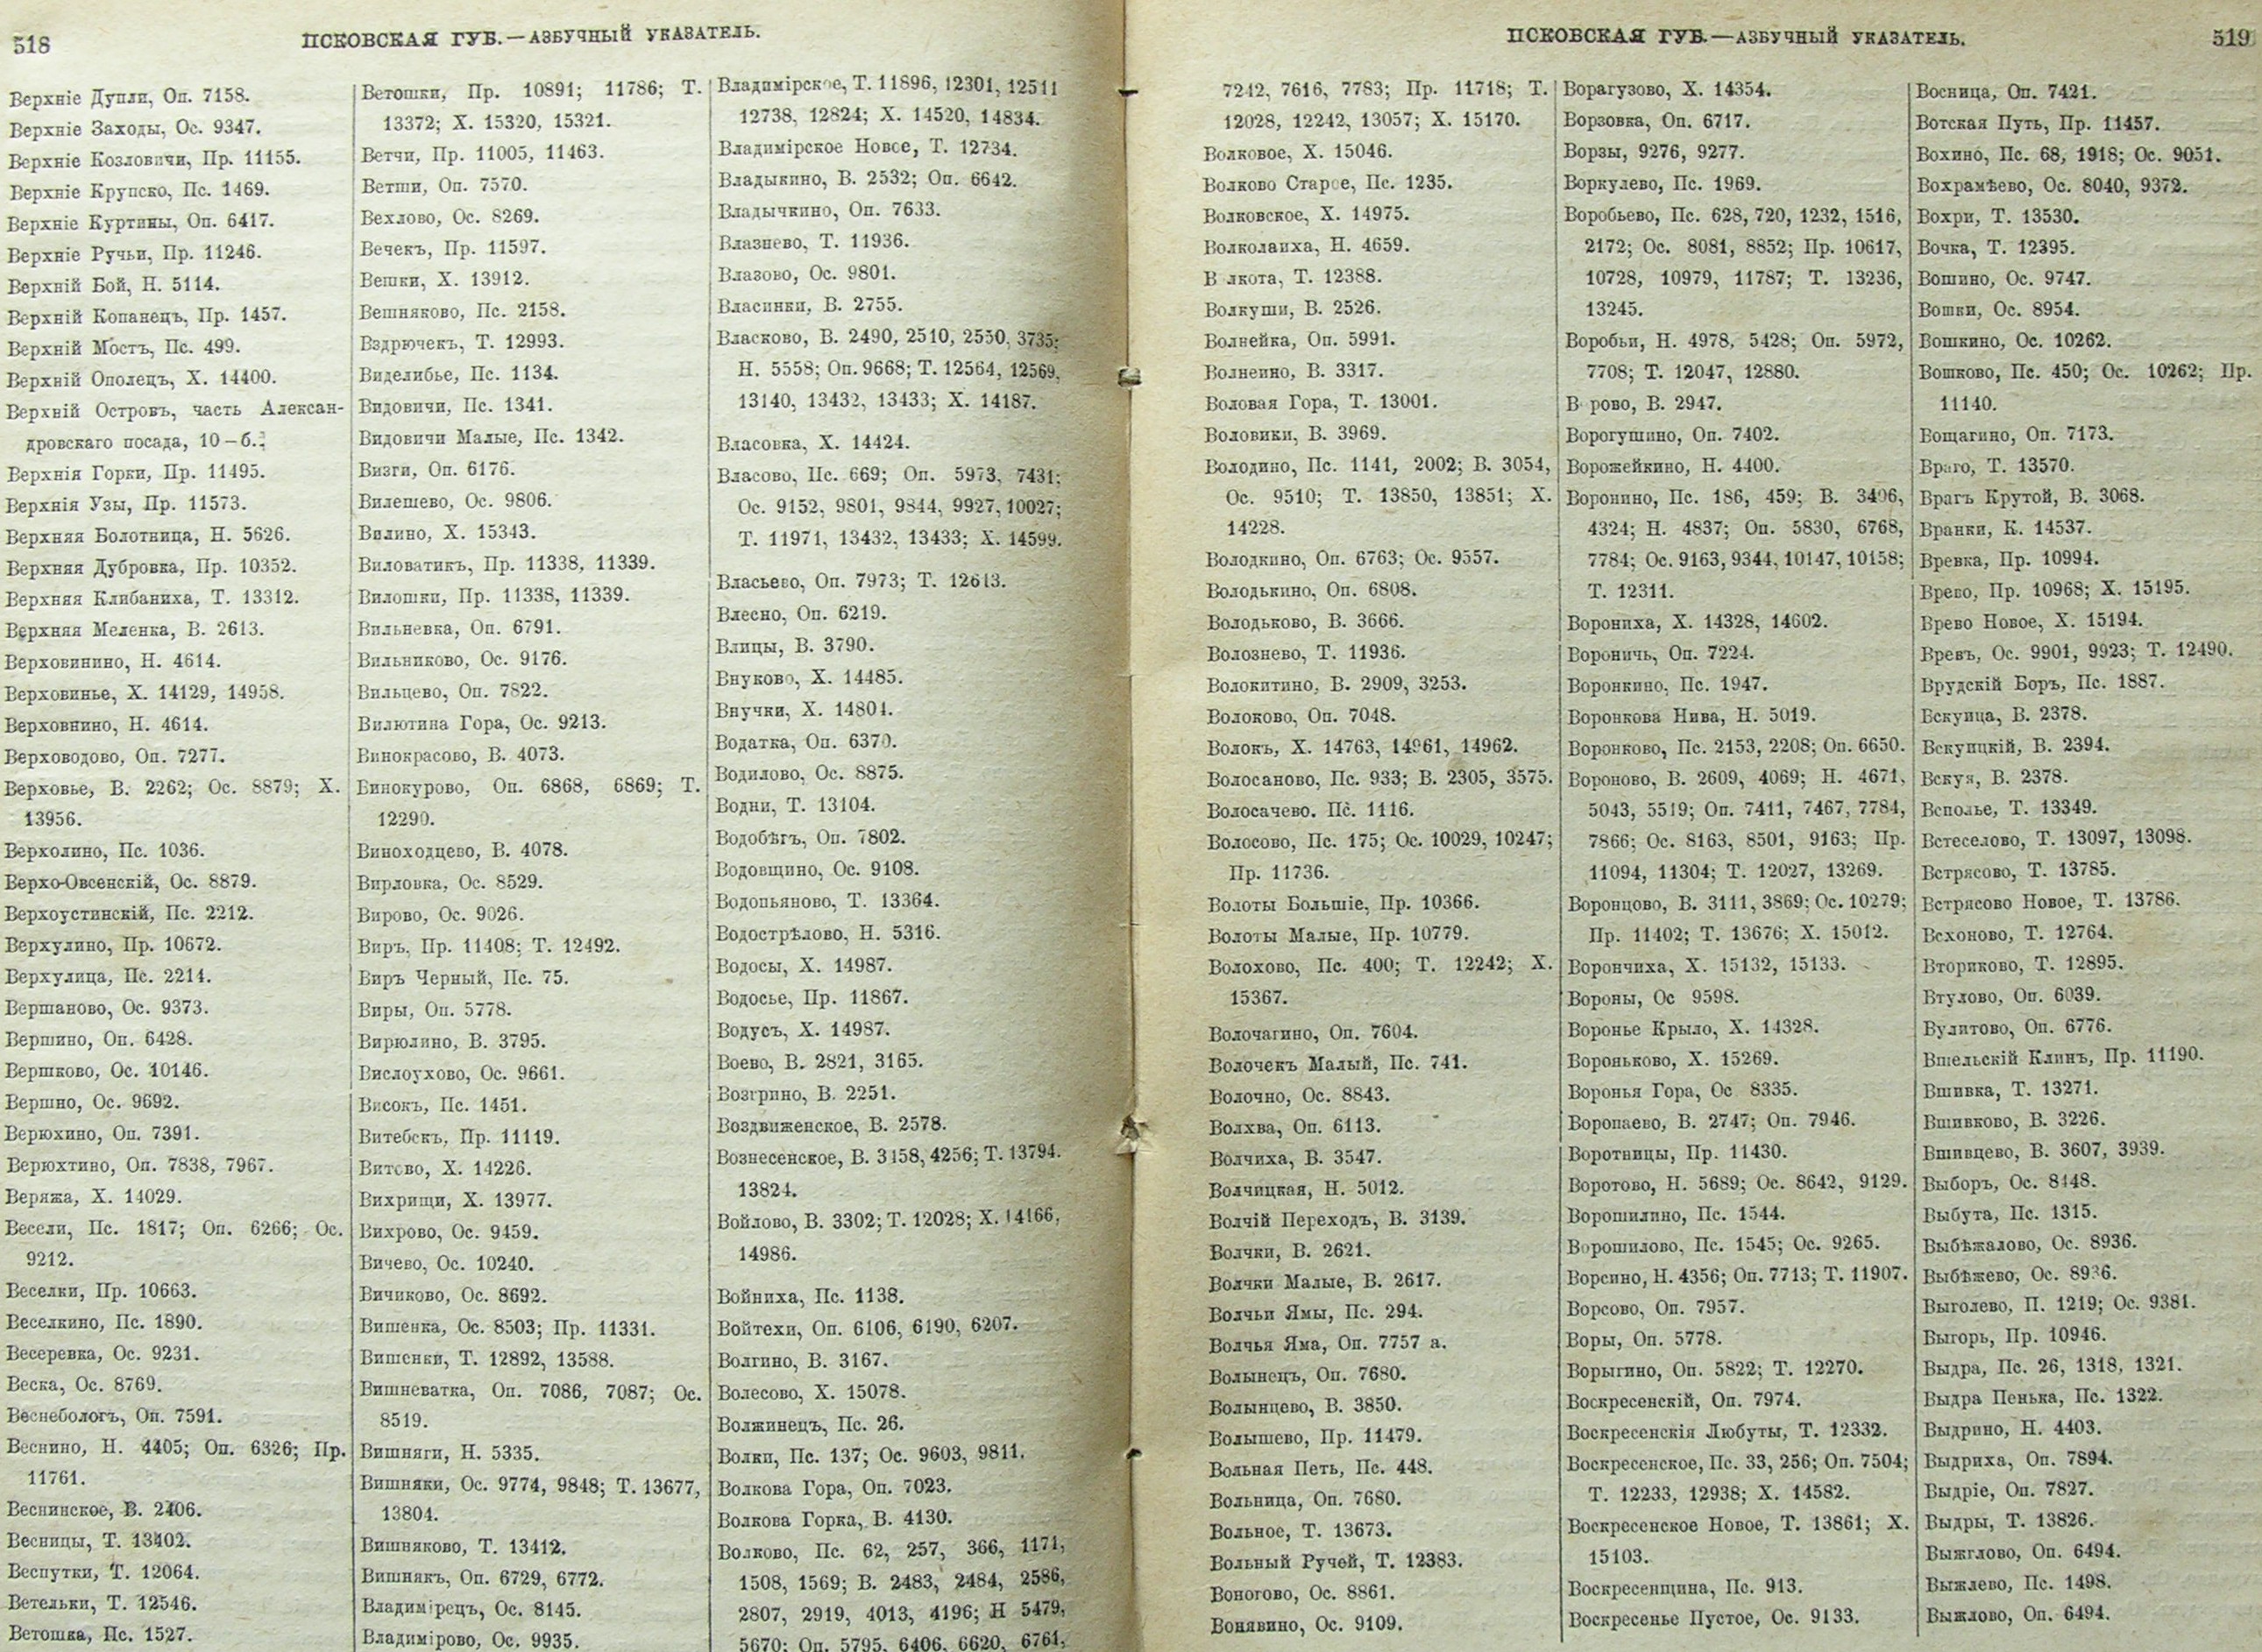 518
ПСКОВСКАЯ ГУБ.—АЗБУЧНЫЙ УКАЗАТЕЛЬ.
Верхніе Дупли, Оп. 7158.
Верхніе Заходы, Ос. 9347.
Верхніе Козловичи, Пр. 11155.
Верхніе Крупско, Пс. 1469.
Верхніе Куртины, Оп. 6417.
Верхніе Ручьи, Пр. 11246.
Верхній Бой, Н. 5114.
Верхній Копанецъ, Пр. 1457.
Верхній Мостъ, Пс. 499.
Верхній Ополецъ, Х. 14400.
Верхній Островъ, часть Алексан-
дровскаго посада, 10—б.
Верхнія Горки, Пр. 11495.
Верхнія Узы, Пр. 11573.
Верхняя Болотница, Н. 5626.
Верхняя Дубровка, Пр. 10352.
Верхняя Клибаниха, Т. 13312.
Верхняя Меленка, В. 2613.
Верховинино, Н. 4614.
Верховинье, Х. 14129, 14958.
Верховнино, Н. 4614.
Верховодово, Оп. 7277.
Верховье, В. 2262; Ос. 8879; Х.
13956.
Верхолино, Пс. 1036.
Верхо-Овсенскій, Ос. 8879.
Верхоустинскій, Пс. 2212.
Верхулино, Пр. 10672.
Верхулица, Пс. 2214.
Вершаново, Ос. 9373.
Вершино, Оп. 6428.
Вершково, Ос. 10146.
Вершно, Ос. 9692.
Верюхино, Оп. 7391.
Верюхтино, Оп. 7838, 7967.
Веряжа, Х. 14029.
Весели, Пс. 1817; Оп. 6266; Ос.
9212.
Веселки, Пр. 10663.
Веселкино, Пс. 1890.
Весеревка, Ос. 9231.
Веска, Ос. 8769.
Веснебологъ, Оп. 7591.
Веснино, Н. 4405; Оп. 6326; Пр.
11761.
Веснинское, В. 2406.
Весницы, Т. 13402.
Веспутки, Т. 12064.
Ветельки, Т. 12546.
Ветошка, Пс. 1527.
Ветошки, Пр. 10891; 11786; Т.
13372; Х. 15320, 15321.
Ветчи, Пр. 11005, 11463.
Ветши, Оп. 7570.
Вехлово, Ос. 8269.
Вечекъ, Пр. 11597.
Вешки, Х. 13912.
Вешняково, Пс. 2158.
Вздрючекъ, Т. 12993.
Виделибье, Пс. 1134.
Видовичи, Пс. 1341.
Видовичи Малые, Пс. 1342.
Визги, Оп. 6176.
Вилешево, Ос. 9806.
Вилино, Х. 15343.
Виловатикъ, Пр. 11338, 11339.
Вилошки, Пр. 11338, 11339.
Вильневка, Оп. 6791.
Вильниково, Ос. 9176.
Вильцево, Оп. 7822.
Вилютина Гора, Ос. 9213.
Винокрасово, В. 4073.
Винокурово, Оп. 6868, 6869; Т.
12290.
Виноходцево, В. 4078.
Вирловка, Ос. 8529.
Вирово, Ос. 9026.
Виръ, Пр. 11408; Т. 12492.
Виръ Черный, Пс. 75.
Виры, Оп. 5778.
Вирюлино, В. 3795.
Вислоухово, Ос. 9661.
Високъ, Пс. 1451.
Витебскъ, Пр. 11119.
Витово, Х. 14226.
Вихрищи, Х. 13977.
Вихрово, Ос. 9459.
Вичево, Ос. 10240.
Вичиково, Ос. 8692.
Вишенка, Ос. 8503; Пр. 11331.
Вишенки, Т. 12892, 13588.
Вишневатка, Оп. 7086, 7087; Ос.
8519.
Вишняги, Н. 5335.
Вишняки, Ос. 9774, 9848; Т. 13677,
13804.
Вишняково, Т. 13412.
Вишнякъ, Оп. 6729, 6772.
Владимірецъ, Ос. 8145.
Владимірово, Ос. 9935.
Владимірское, Т. 11896, 12301, 12511
12738, 12824; Х. 14520, 14834.
Владимірское Новое, Т. 12734.
Владыкино, В. 2532; Оп. 6642.
Владычкино, Оп. 7633.
Влазнево, Т. 11936.
Влазово, Ос. 9801.
Власинки, В. 2755.
Власково, В. 2490, 2510, 2550, 3735;
Н. 5558; Оп. 9668; Т. 12564, 12569,
13140, 13432, 13433; Х. 14187.
Власовка, Х. 14424.
Власово, Пс. 669; Оп. 5973, 7431;
Ос. 9152, 9801, 9844, 9927, 10027;
Т. 11971, 13432, 13433; Х. 14599.
Власьево, Оп. 7973; Т. 12613.
Влесно, Оп. 6219.
Влицы, В. 3790.
Внуково, Х. 14485.
Внучки, Х. 14801.
Водатка, Оп. 6370.
Водилово, Ос. 8875.
Водни, Т. 13104.
Водобѣгъ, Оп. 7802.
Водовщино, Ос. 9108.
Водопьяново, Т. 13364.
Водострѣлово, Н. 5316.
Водосы, Х. 14987.
Водосье, Пр. 11867.
Водусъ, Х. 14987.
Воево, В. 2821, 3165.
Возгрино, В. 2251.
Воздвиженское, В. 2578.
Вознесенское, В. 3158, 4256; Т. 13794.
13824.
Войлово, В. 3302; Т. 12028; Х. 14166,
14986.
Войниха, Пс. 1138.
Войтехи, Оп. 6106, 6190, 6207.
Волгино, В. 3167.
Волесово, Х. 15078.
Волжинецъ, Пс. 26.
Волки, Пс. 137; Ос. 9603, 9811.
Волкова Гора, Оп. 7023.
Волкова Горка, В. 4130.
Волково, Пс. 62, 257, 366, 1171,
1508, 1569; В. 2483, 2484, 2586,
2807, 2919, 4013, 4196; Н 5479,
5670; Оп. 5795, 6406, 6620, 6761,
ПСКОВСКАЯ ГУБ.—АЗБУЧНЫЙ УКАЗАТЕЛЬ.
519
7242, 7616, 7783; Пр. 11718; Т.
12028, 12242, 13057; Х. 15170.
Волковое, Х. 15046.
Волково Старое, Пс. 1235.
Волковское, Х. 14975.
Волколаиха, Н. 4659.
В лкота, Т. 12388.
Волкуши, В. 2526.
Волнейка, Оп. 5991.
Волнеино, В. 3317.
Воловая Гора, Т. 13001.
Воловики, В. 3969.
Володино, Пс. 1141, 2002; В. 3054,
Ос. 9510; Т. 13850, 13851; Х.
14228.
Володкино, Оп. 6763; Ос. 9557.
Володькино, Оп. 6808.
Володьково, В. 3666.
Волознево, Т. 11936.
Волокитино, В. 2909, 3253.
Волоково, Оп. 7048.
Волокъ, Х. 14763, 14961, 14962.
Волосаново, Пс. 933; В. 2305, 3575.
Волосачево. Пс. 1116.
Волосово, Пс. 175; Ос. 10029, 10247;
Пр. 11736.
Волоты Большіе, Пр. 10366.
Волоты Малые, Пр. 10779.
Волохово, Пс. 400; Т. 12242; Х.
15367.
Волочагино, Оп. 7604.
Волочекъ Малый, Пс. 741.
Волочно, Ос. 8843.
Волхва, Оп. 6113.
Волчиха, В. 3547.
Волчицкая, Н. 5012.
Волчій Переходъ, В. 3139.
Волчки, В. 2621.
Волчки Малые, В. 2617.
Волчьи Ямы, Пс. 294.
Волчья Яма, Оп. 7757 а.
Волынецъ, Оп. 7680.
Волынцево, В. 3850.
Волышево, Пр. 11479.
Вольная Петь, Пс. 448.
Вольница, Оп. 7680.
Вольное, Т. 13673.
Вольный Ручей, Т. 12383.
Воногово, Ос. 8861.
Вонявино, Ос. 9109.
Ворагузово, Х. 14354.
Ворзовка, Оп. 6717.
Ворзы, 9276, 9277.
Воркулево, Пс. 1969.
Воробьево, Пс. 628, 720, 1232, 1516,
2172; Ос. 8081, 8852; Пр. 10617,
10728, 10979, 11787; Т. 13236,
13245.
Воробьи, Н. 4978, 5428; Оп. 5972,
7708; Т. 12047, 12880.
В рово, В. 2947.
Ворогушино, Оп. 7402.
Ворожейкино, Н. 4400.
Воронино, Пс. 186, 459; В. 3406,
4324; Н. 4837; Оп. 5830, 6768,
7784; Ос. 9163, 9344, 10147, 10158;
Т. 12311.
Ворониха, Х. 14328, 14602.
Вороничь, Оп. 7224.
Воронкино, Пс. 1947.
Воронкова Нива, Н. 5019.
Воронково, Пс. 2153, 2208; Оп. 6650.
Вороново, В. 2609, 4069; Н. 4671,
5043, 5519; Оп. 7411, 7467, 7784,
7866; Ос. 8163, 8501, 9163; Пр.
11094, 11304; Т. 12027, 13269.
Воронцово, В. 3111, 3869; Ос. 10279;
Пр. 11402; Т. 13676; Х. 15012.
Ворончиха, Х. 15132, 15133.
Вороны, Ос 9598.
Воронье Крыло, Х. 14328.
Вороньково, Х. 15269.
Воронья Гора, Ос 8335.
Воропаево, В. 2747; Оп. 7946.
Воротницы, Пр. 11430.
Воротово, Н. 5689; Ос. 8642, 9129.
Ворошилино, Пс. 1544.
Ворошилово, Пс. 1545; Ос. 9265.
Ворсино, Н. 4356; Оп. 7713; Т. 11907.
Ворсово, Оп. 7957.
Воры, Оп. 5778.
Ворыгино, Оп. 5822; Т. 12270.
Воскресенскій, Оп. 7974.
Воскресенскія Любуты, Т. 12332.
Воскресенское, Пс. 33, 256; Оп. 7504;
Т. 12233, 12938; Х. 14582.
Воскресенское Новое, Т. 13861; Х.
15103.
Воскресенщина, Пс. 913.
Воскресенье Пустое, Ос. 9133.
Восница, Оп. 7421.
Вотская Путь, Пр. 11457.
Вохино, Пс. 68, 1918; Ос. 9051.
Вохрамѣево, Ос. 8040, 9372.
Вохри, Т. 13530.
Вочка, Т. 12395.
Вошино, Ос. 9747.
Вошки, Ос. 8954.
Вошкино, Ос. 10262.
Вошково, Пс. 450; Ос. 10262; Пр.
11140.
Вощагино, Оп. 7173.
Враго, Т. 13570.
Врагъ Крутой, В. 3068.
Вранки, К. 14537.
Вревка, Пр. 10994.
Врево, Пр. 10968; Х. 15195.
Врево Новое, Х. 15194.
Вревъ, Ос. 9901, 9923; Т. 12490.
Врудскій Боръ, Пс. 1887.
Вскуица, В. 2378.
Вскуицкій, В. 2394.
Вскуя, В. 2378.
Всполье, Т. 13349.
Встеселово, Т. 13097, 13098.
Встрясово, Т. 13785.
Встрясово Новое, Т. 13786.
Всхоново, Т. 12764.
Вториково, Т. 12895.
Втулово, Оп. 6039.
Вулитово, Оп. 6776.
Вшельскій Клинъ, Пр. 11190.
Вшивка, Т. 13271.
Вшивково, В. 3226.
Вшивцево, В. 3607, 3939.
Выборъ, Ос. 8448.
Выбута, Пс. 1315.
Выбѣжалово, Ос. 8936.
Выбѣжево, Ос. 8936.
Выголево, П. 1219; Ос. 9381.
Выгорь, Пр. 10946.
Выдра, Пс. 26, 1318, 1321.
Выдра Пенька, Пс. 1322.
Выдрино, Н. 4403.
Выдриха, Оп. 7894.
Выдріе, Оп. 7827.
Выдры, Т. 13826.
Выжглово, Оп. 6494.
Выжлево, Пс. 1498.
Выжлово, Оп. 6494.